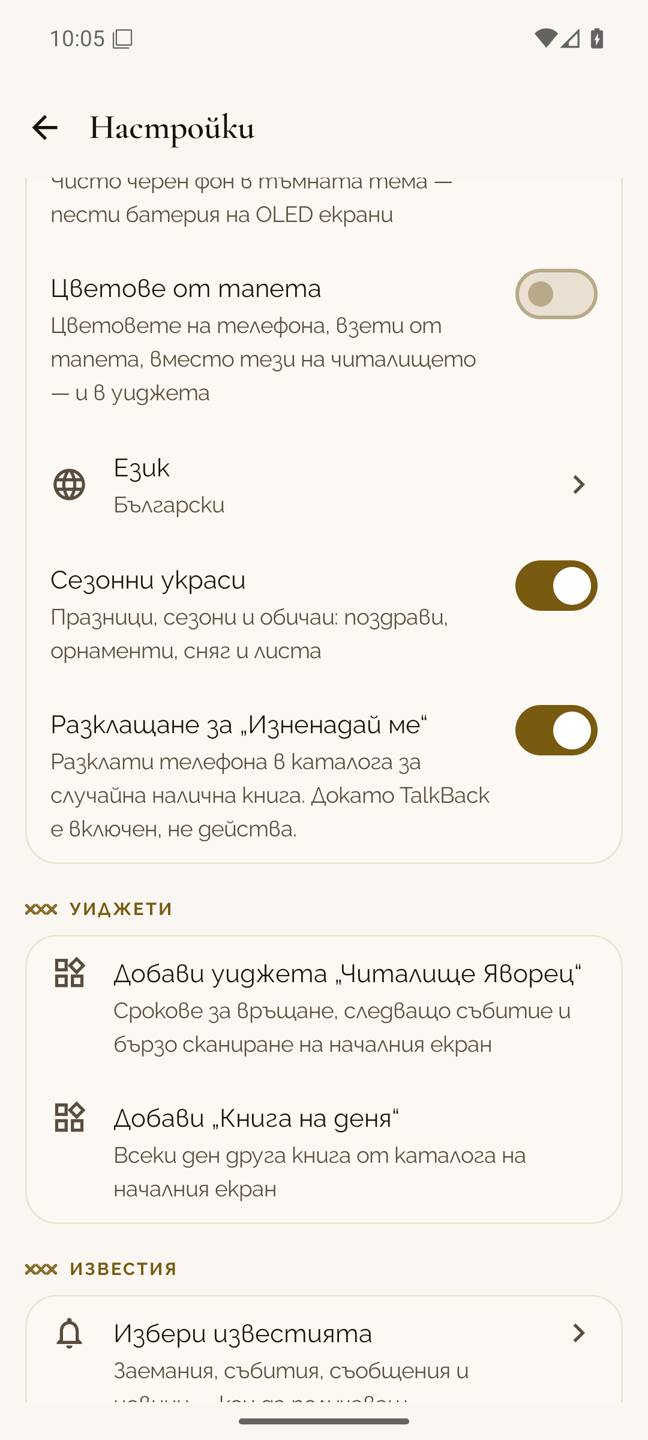 10:05
Настройки
Чисто черен фон в тъмната тема —
пести батерия на OLED екрани
Цветове от тапета
Цветовете на телефона, взети от
тапета, вместо тези на читалището
— и в уиджета
Език
Български
Сезонни украси
Празници, сезони и обичаи: поздрави,
орнаменти, сняг и листа
Разклащане за „Изненадай ме“
Разклати телефона в каталога за
случайна налична книга. Докато TalkBack
е включен, не действа.
УИДЖЕТИ
Добави уиджета „Читалище Яворец“
Срокове за връщане, следващо събитие и
бързо сканиране на началния екран
Добави „Книга на деня“
Всеки ден друга книга от каталога на
началния екран
ИЗВЕСТИЯ
Избери известията
Заемания, събития, съобщения и